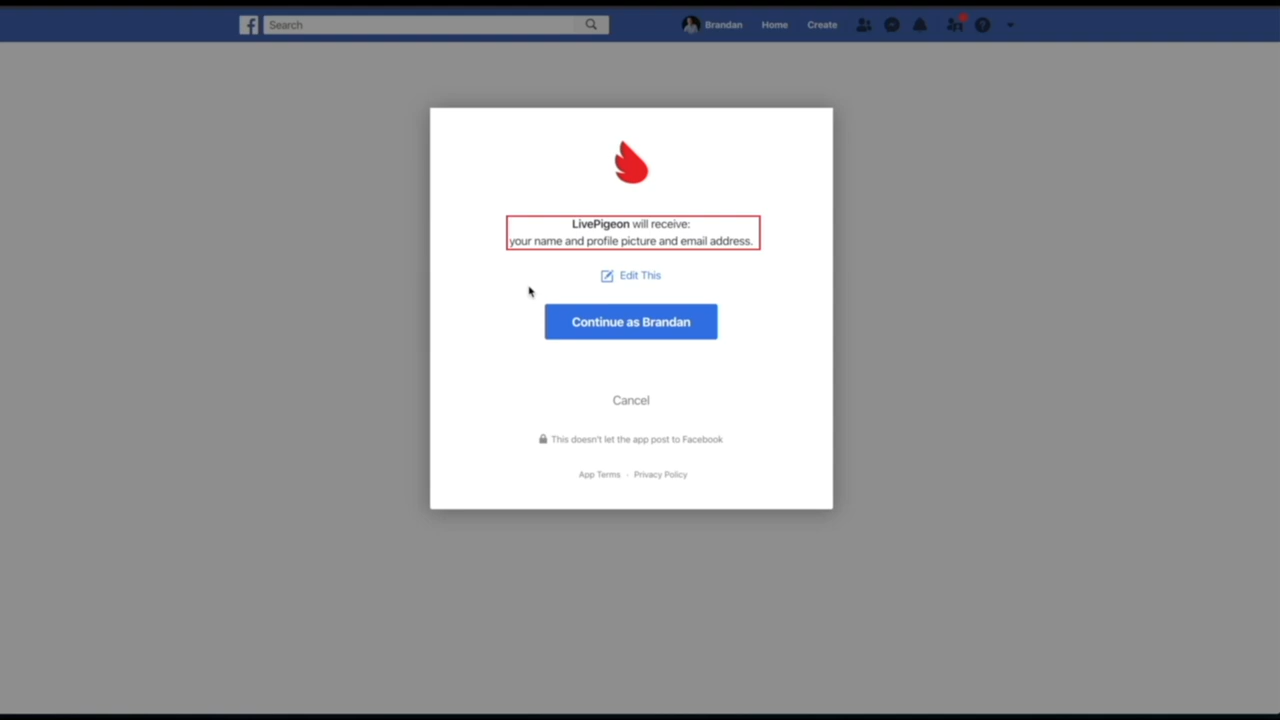 Search
Brandan
Home
Create
LivePigeon will receive:
your name and profile picture and email address.
Edit This
Continue as Brandan
Cancel
This doesn't let the app post to Facebook
App Terms · Privacy Policy